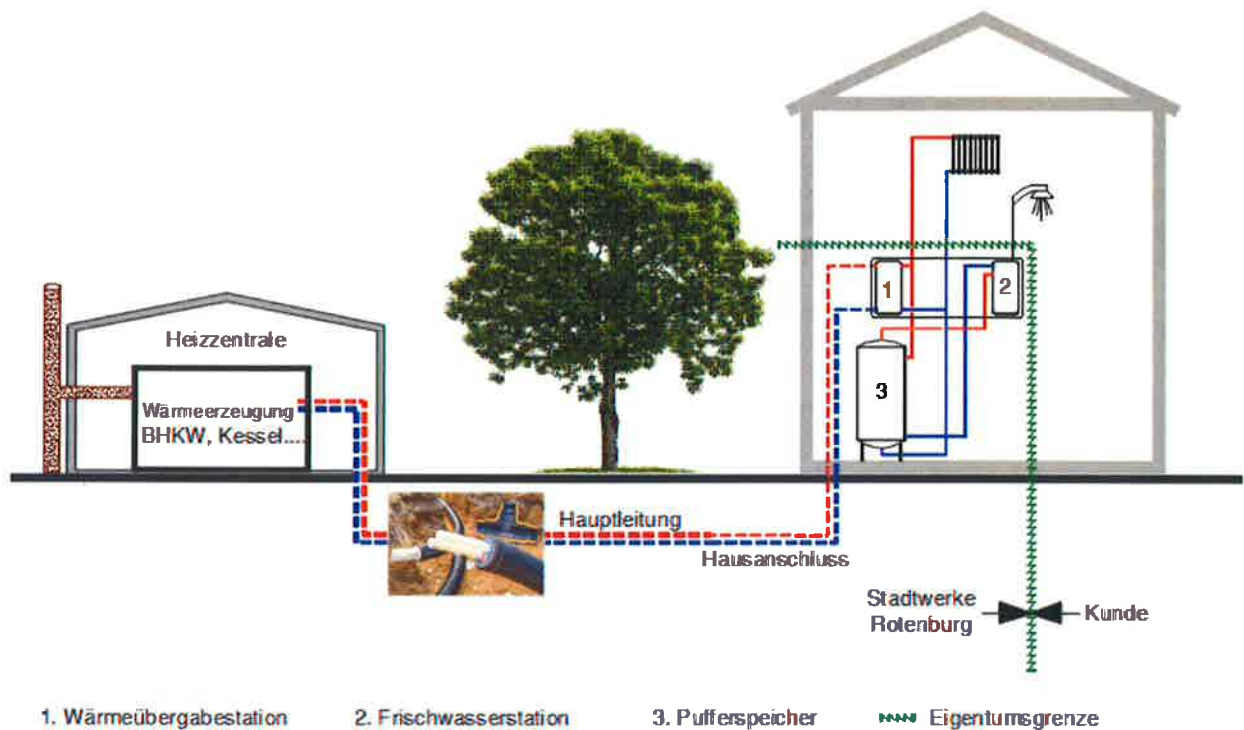 Heizzentrale
Wärmeerzeugung
BHKW, Kessel....
1
2
3
Hauptleitung
Hausanschluss
Stadtwerke
Rotenburg
Kunde
1. Wärmeübergabestation 2. Frischwasserstation 3. Pufferspeicher Eigentumsgrenze